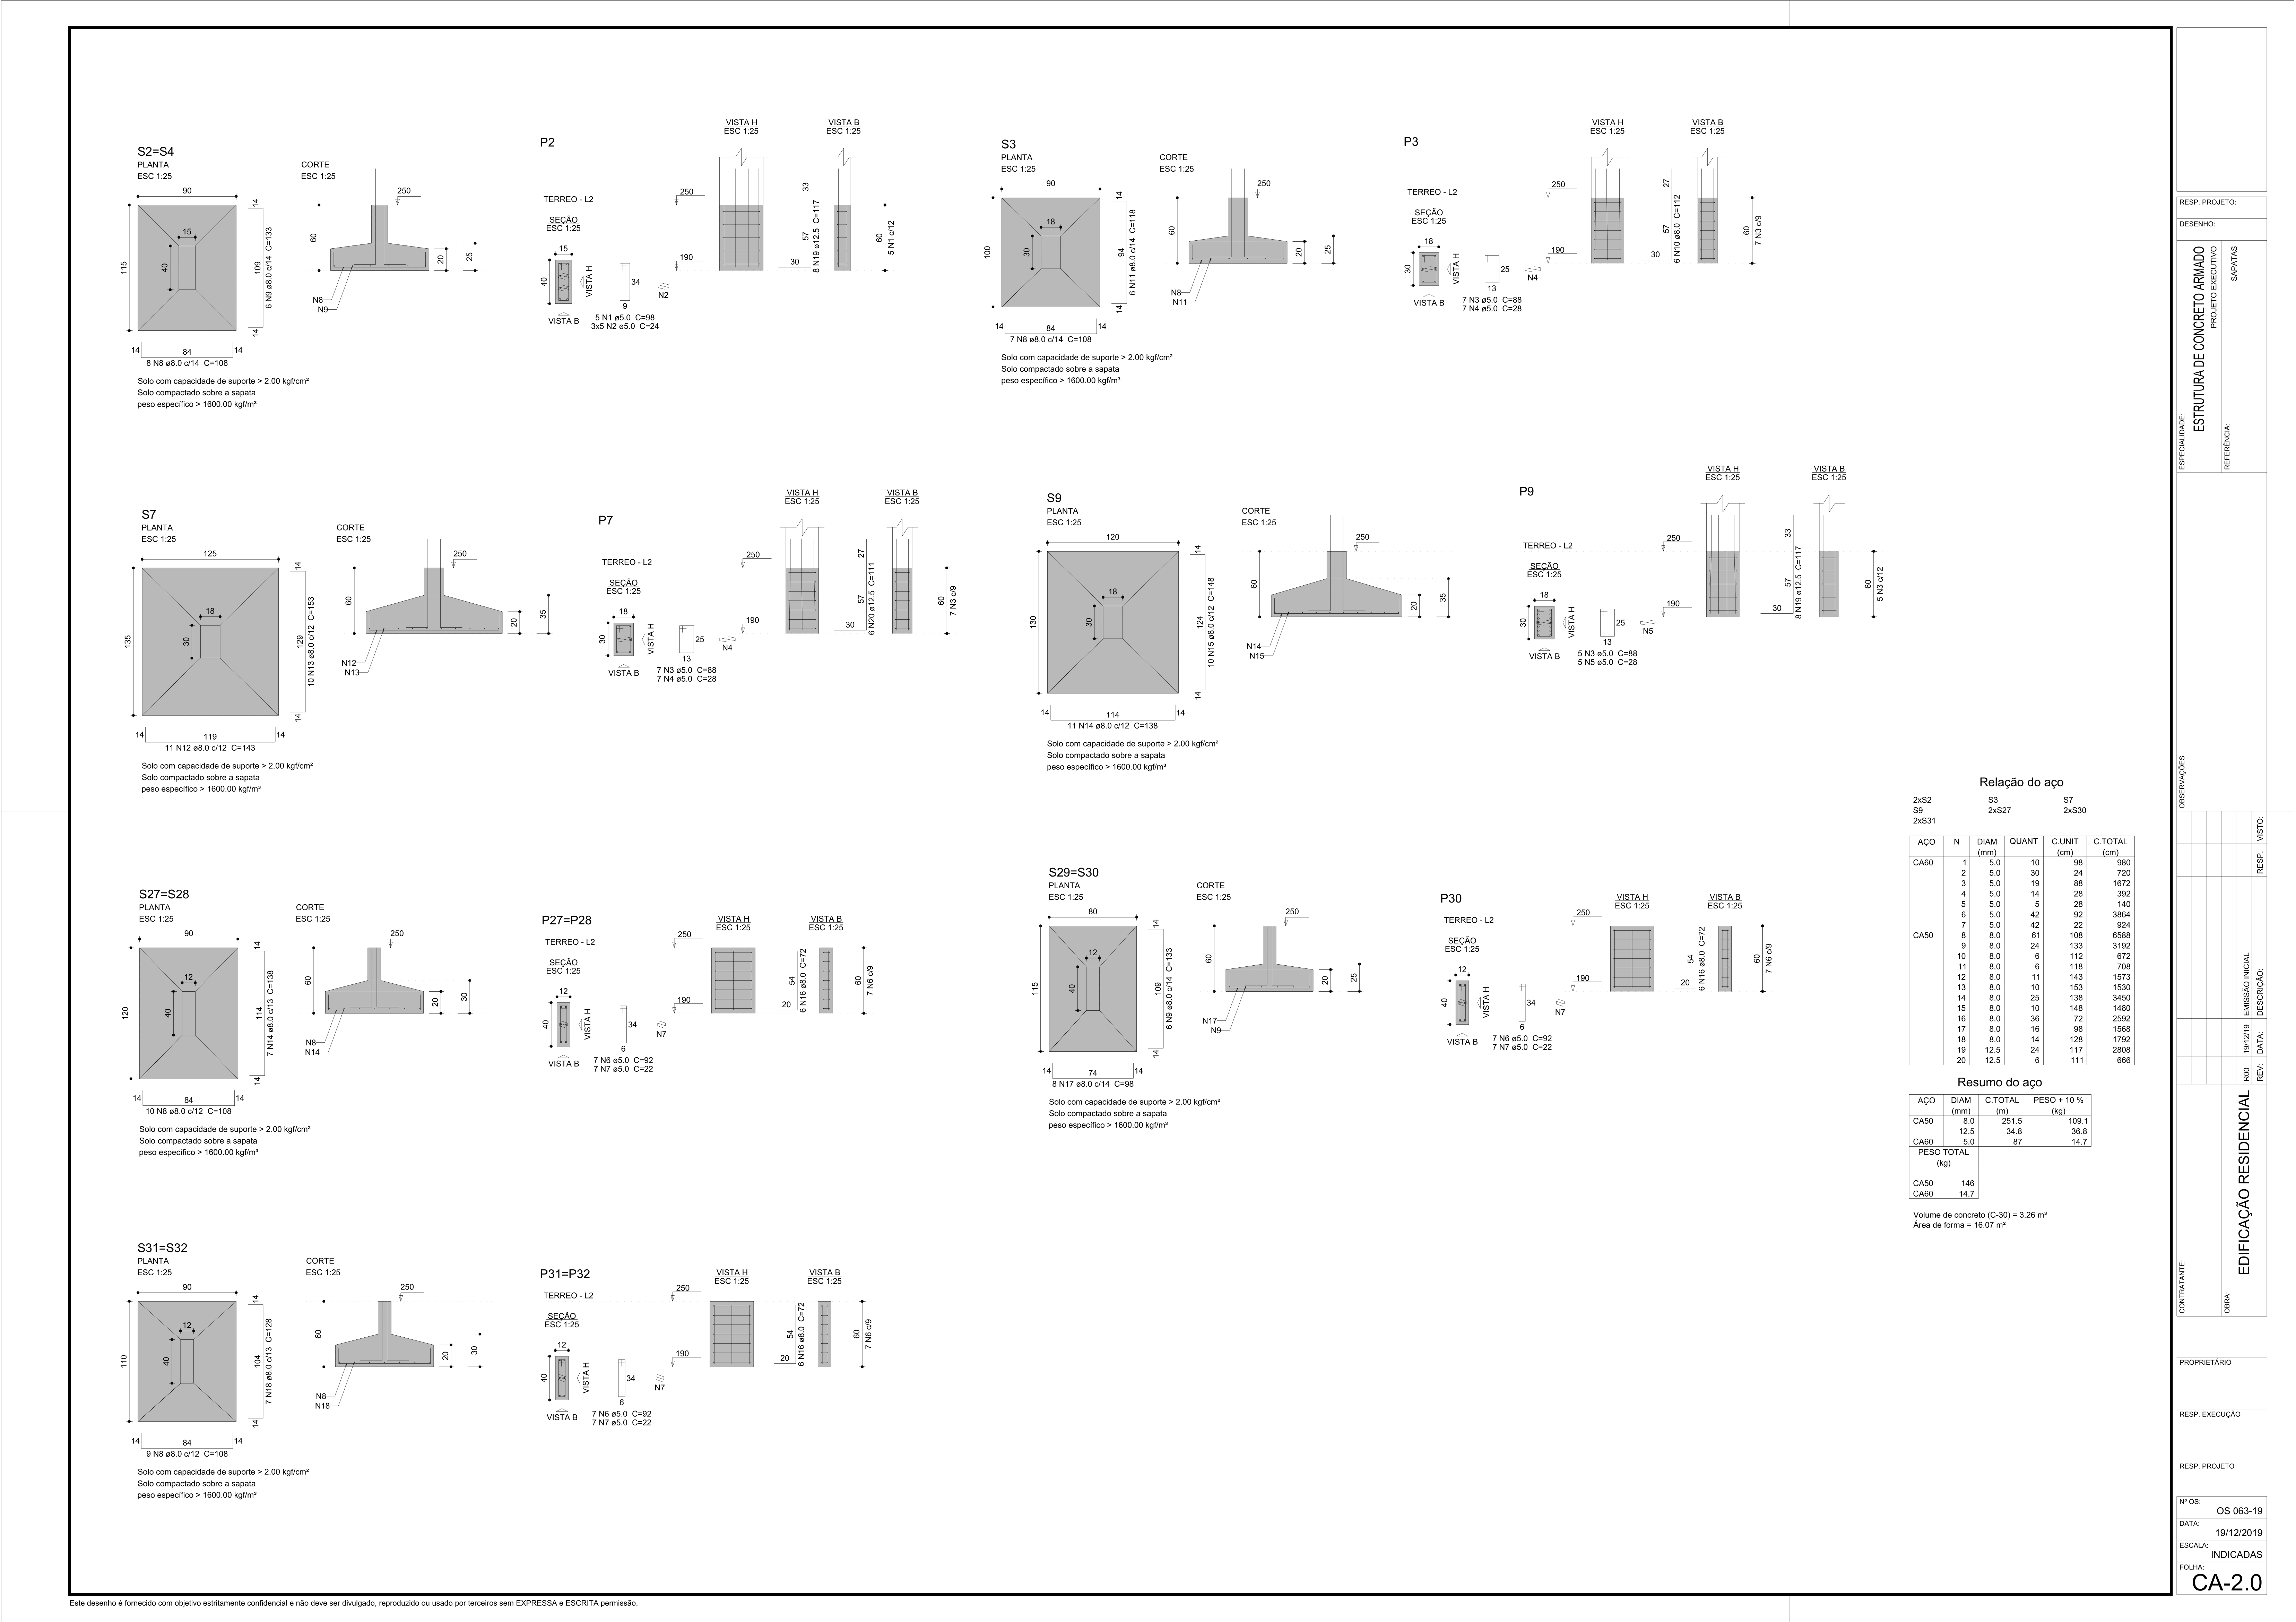 S2=S4
PLANTA
ESC 1:25
CORTE
ESC 1:25
90
115
15
40
14
109
6 N9 ø8.0 c/14 C=133
14
14
84
14
8 N8 ø8.0 c/14 C=108
250
60
20
25
N8
N9
Solo com capacidade de suporte > 2.00 kgf/cm²
Solo compactado sobre a sapata
peso específico > 1600.00 kgf/m³
P2
TERREO - L2
SEÇÃO
ESC 1:25
15
40
VISTA H
VISTA B
34
9
N2
5 N1 ø5.0 C=98
3x5 N2 ø5.0 C=24
VISTA H
ESC 1:25
250
190
33
57
30
8 N19 ø12.5 C=117
VISTA B
ESC 1:25
60
5 N1 c/12
S3
PLANTA
ESC 1:25
CORTE
ESC 1:25
90
100
18
30
14
94
6 N11 ø8.0 c/14 C=118
14
14
84
14
7 N8 ø8.0 c/14 C=108
250
60
20
25
N8
N11
Solo com capacidade de suporte > 2.00 kgf/cm²
Solo compactado sobre a sapata
peso específico > 1600.00 kgf/m³
P3
TERREO - L2
SEÇÃO
ESC 1:25
18
30
VISTA H
VISTA B
25
13
N4
7 N3 ø5.0 C=88
7 N4 ø5.0 C=28
VISTA H
ESC 1:25
250
190
27
57
30
6 N10 ø8.0 C=112
VISTA B
ESC 1:25
60
7 N3 c/9
S7
PLANTA
ESC 1:25
CORTE
ESC 1:25
125
135
18
30
14
129
10 N13 ø8.0 c/12 C=153
14
14
119
14
11 N12 ø8.0 c/12 C=143
250
60
20
35
N12
N13
Solo com capacidade de suporte > 2.00 kgf/cm²
Solo compactado sobre a sapata
peso específico > 1600.00 kgf/m³
P7
TERREO - L2
SEÇÃO
ESC 1:25
18
30
VISTA H
VISTA B
25
13
N4
7 N3 ø5.0 C=88
7 N4 ø5.0 C=28
VISTA H
ESC 1:25
250
190
27
57
30
6 N20 ø12.5 C=111
VISTA B
ESC 1:25
60
7 N3 c/9
S9
PLANTA
ESC 1:25
CORTE
ESC 1:25
120
130
18
30
14
124
10 N15 ø8.0 c/12 C=148
14
14
114
14
11 N14 ø8.0 c/12 C=138
250
60
20
35
N14
N15
Solo com capacidade de suporte > 2.00 kgf/cm²
Solo compactado sobre a sapata
peso específico > 1600.00 kgf/m³
P9
TERREO - L2
SEÇÃO
ESC 1:25
18
30
VISTA H
VISTA B
25
13
N5
5 N3 ø5.0 C=88
5 N5 ø5.0 C=28
VISTA H
ESC 1:25
250
190
33
57
30
8 N19 ø12.5 C=117
VISTA B
ESC 1:25
60
5 N3 c/12
S27=S28
PLANTA
ESC 1:25
CORTE
ESC 1:25
90
120
12
40
14
114
7 N14 ø8.0 c/13 C=138
14
14
84
14
10 N8 ø8.0 c/12 C=108
250
60
20
30
N8
N14
Solo com capacidade de suporte > 2.00 kgf/cm²
Solo compactado sobre a sapata
peso específico > 1600.00 kgf/m³
P27=P28
TERREO - L2
SEÇÃO
ESC 1:25
12
40
VISTA H
VISTA B
34
6
N7
7 N6 ø5.0 C=92
7 N7 ø5.0 C=22
VISTA H
ESC 1:25
250
190
54
20
6 N16 ø8.0 C=72
VISTA B
ESC 1:25
60
7 N6 c/9
S29=S30
PLANTA
ESC 1:25
CORTE
ESC 1:25
80
115
12
40
14
109
6 N9 ø8.0 c/14 C=133
14
14
74
14
8 N17 ø8.0 c/14 C=98
250
60
20
25
N17
N9
Solo com capacidade de suporte > 2.00 kgf/cm²
Solo compactado sobre a sapata
peso específico > 1600.00 kgf/m³
P30
TERREO - L2
SEÇÃO
ESC 1:25
12
40
VISTA H
VISTA B
34
6
N7
7 N6 ø5.0 C=92
7 N7 ø5.0 C=22
VISTA H
ESC 1:25
250
190
54
20
6 N16 ø8.0 C=72
VISTA B
ESC 1:25
60
7 N6 c/9
S31=S32
PLANTA
ESC 1:25
CORTE
ESC 1:25
90
110
12
40
14
104
7 N18 ø8.0 c/13 C=128
14
14
84
14
9 N8 ø8.0 c/12 C=108
250
60
20
30
N8
N18
Solo com capacidade de suporte > 2.00 kgf/cm²
Solo compactado sobre a sapata
peso específico > 1600.00 kgf/m³
P31=P32
TERREO - L2
SEÇÃO
ESC 1:25
12
40
VISTA H
VISTA B
34
6
N7
7 N6 ø5.0 C=92
7 N7 ø5.0 C=22
VISTA H
ESC 1:25
250
190
54
20
6 N16 ø8.0 C=72
VISTA B
ESC 1:25
60
7 N6 c/9
Relação do aço
2xS2 S3 S7
S9 2xS27 2xS30
2xS31
AÇO N DIAM QUANT C.UNIT C.TOTAL
(mm) (cm) (cm)
CA60 1 5.0 10 98 980
2 5.0 30 24 720
3 5.0 19 88 1672
4 5.0 14 28 392
5 5.0 5 28 140
6 5.0 42 92 3864
7 5.0 42 22 924
CA50 8 8.0 61 108 6588
9 8.0 24 133 3192
10 8.0 6 112 672
11 8.0 6 118 708
12 8.0 11 143 1573
13 8.0 10 153 1530
14 8.0 25 138 3450
15 8.0 10 148 1480
16 8.0 36 72 2592
17 8.0 16 98 1568
18 8.0 14 128 1792
19 12.5 24 117 2808
20 12.5 6 111 666
Resumo do aço
AÇO DIAM C.TOTAL PESO + 10 %
(mm) (m) (kg)
CA50 8.0 251.5 109.1
12.5 34.8 36.8
CA60 5.0 87 14.7
PESO TOTAL
(kg)
CA50 146
CA60 14.7
Volume de concreto (C-30) = 3.26 m³
Área de forma = 16.07 m²
RESP. PROJETO:
DESENHO:
ESPECIALIDADE:
ESTRUTURA DE CONCRETO ARMADO
PROJETO EXECUTIVO
REFERÊNCIA:
SAPATAS
OBSERVAÇÕES
R00 19/12/19 EMISSÃO INICIAL
REV: DATA: DESCRIÇÃO: RESP. VISTO:
CONTRATANTE:
OBRA:
EDIFICAÇÃO RESIDENCIAL
PROPRIETÁRIO
RESP. EXECUÇÃO
RESP. PROJETO
Nº OS:
OS 063-19
DATA:
19/12/2019
ESCALA:
INDICADAS
FOLHA:
CA-2.0
Este desenho é fornecido com objetivo estritamente confidencial e não deve ser divulgado, reproduzido ou usado por terceiros sem EXPRESSA e ESCRITA permissão.